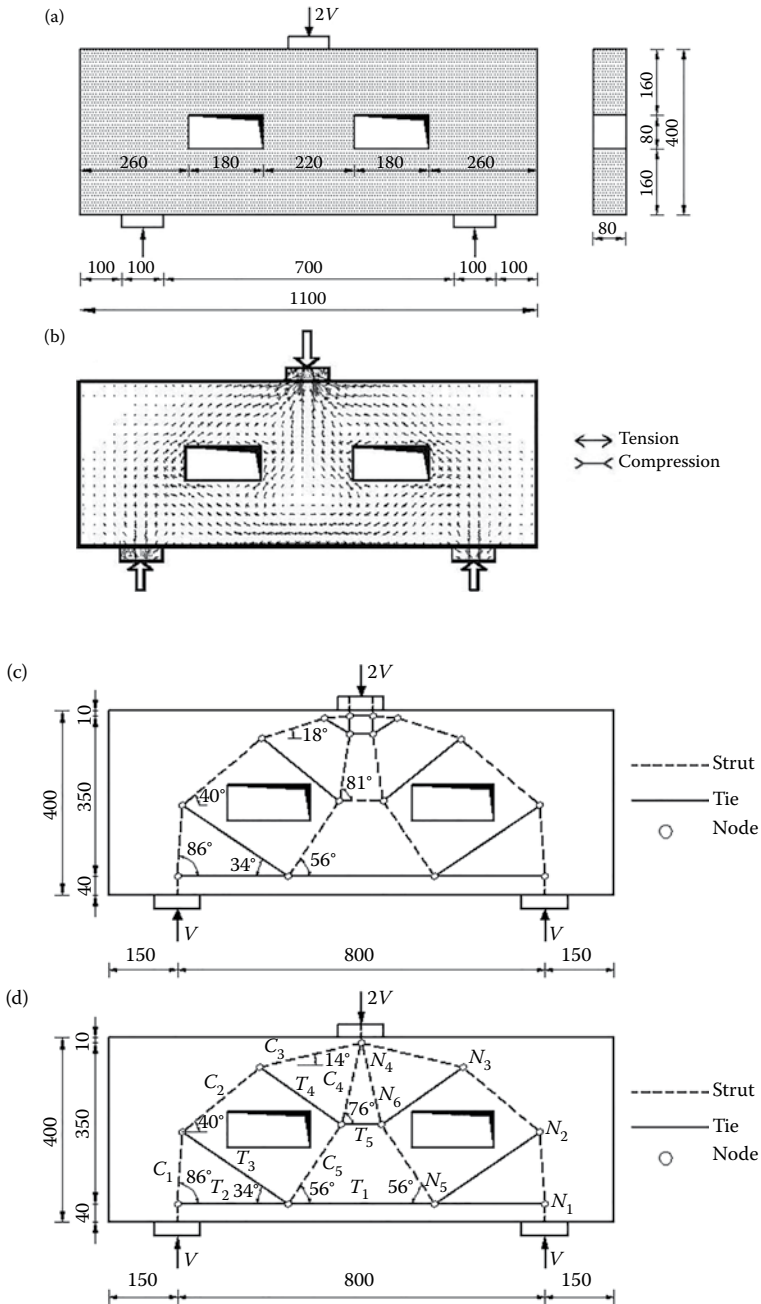 (a)
2V
260 180 220 180 260
160
80
160
400
80
100 100 700 100 100
1100
(b)
Tension
Compression
(c)
2V
10
350
40
400
18°
40°
81°
86°
34°
56°
Strut
Tie
Node
V
V
150 800 150
(d)
2V
10
350
40
400
C3
14°
N4
N3
C2
T4
C4
N6
40°
76°
N2
T5
T3
C5
C1
86°
T2
34°
56°
T1
56°
N5
N1
Strut
Tie
Node
V
V
150 800 150